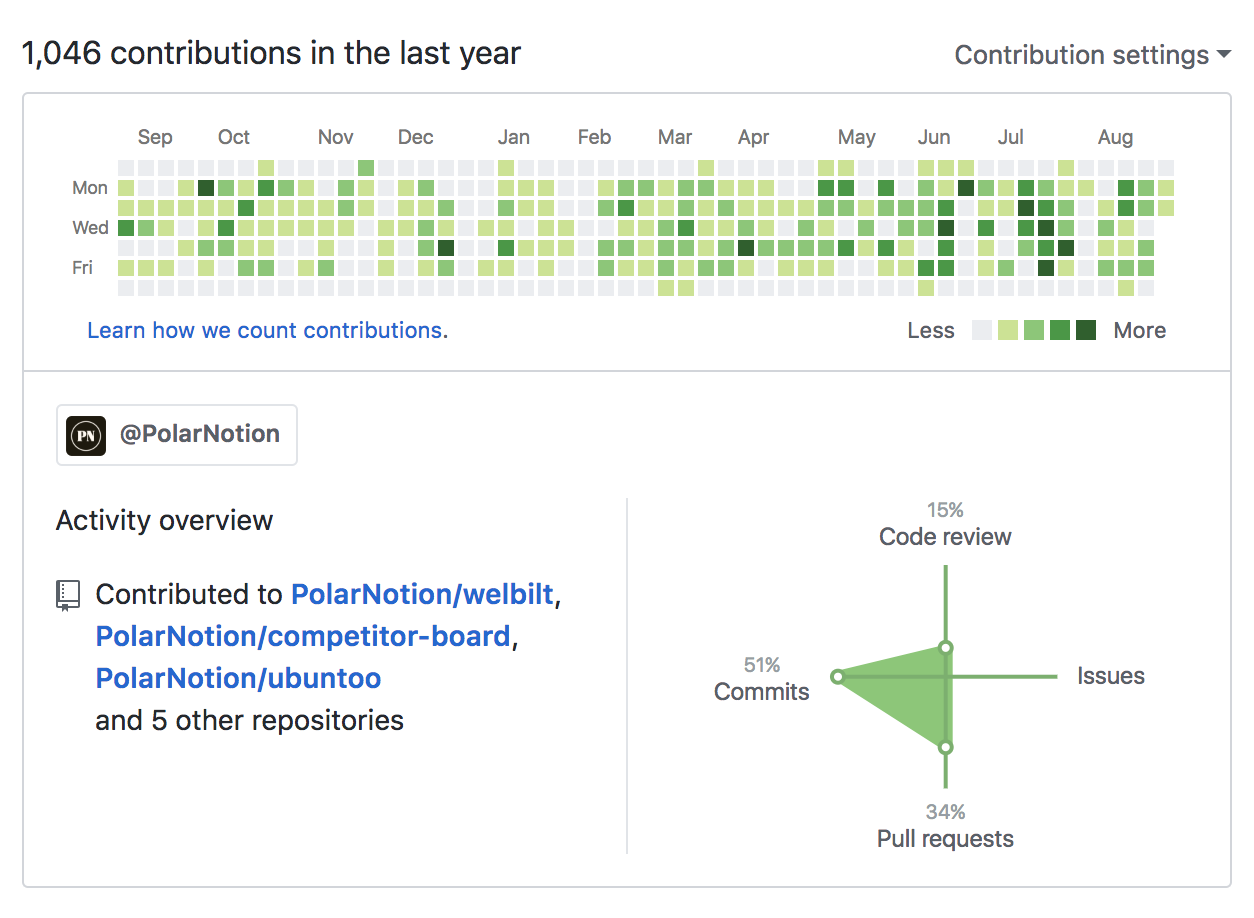 1,046 contributions in the last year
Contribution settings
Sep Oct Nov Dec Jan Feb Mar Apr May Jun Jul Aug
Mon
Wed
Fri
Learn how we count contributions.
Less More
PN @PolarNotion
Activity overview
Contributed to PolarNotion/welbilt,
PolarNotion/competitor-board,
PolarNotion/ubuntoo
and 5 other repositories
15%
Code review
51%
Commits
Issues
34%
Pull requests